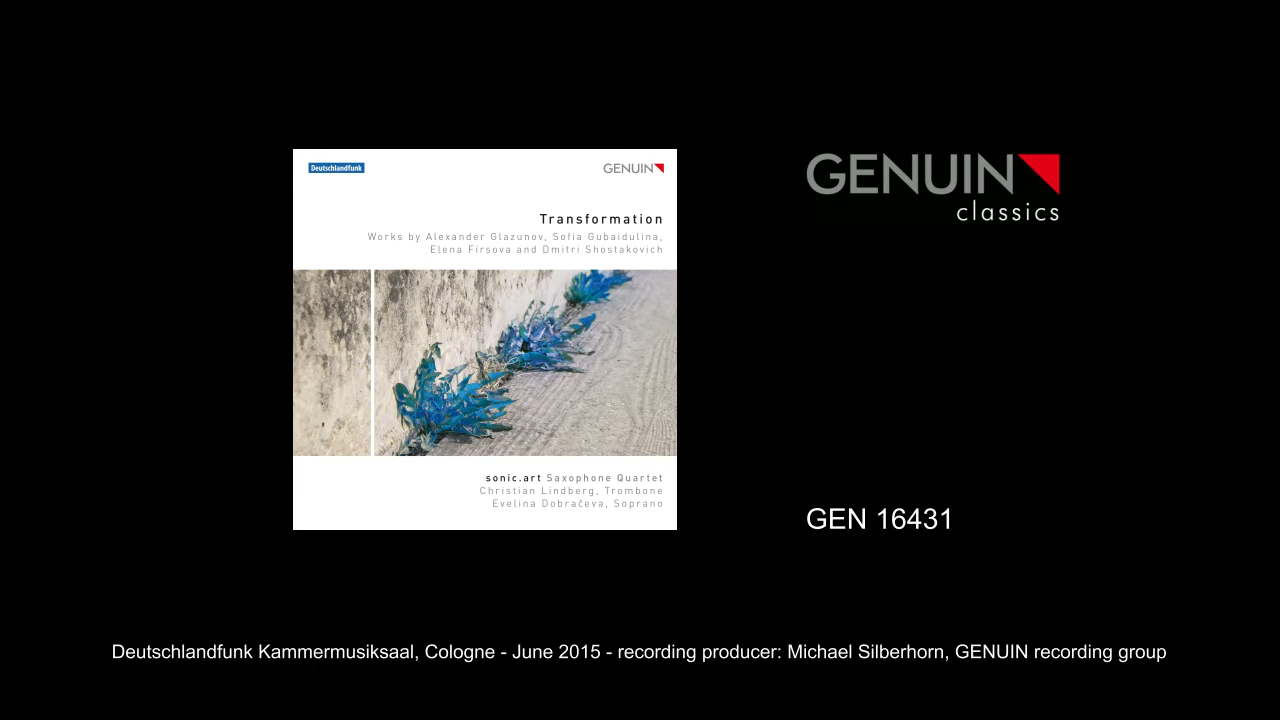 Deutschlandfunk
GENUIN
Transformation
Works by Alexander Glazunov, Sofia Gubaidulina,
Elena Firsova and Dmitri Shostakovich
sonic.art Saxophone Quartet
Christian Lindberg, Trombone
Evelina Dobračeva, Soprano
GENUIN
classics
GEN 16431
Deutschlandfunk Kammermusiksaal, Cologne - June 2015 - recording producer: Michael Silberhorn, GENUIN recording group